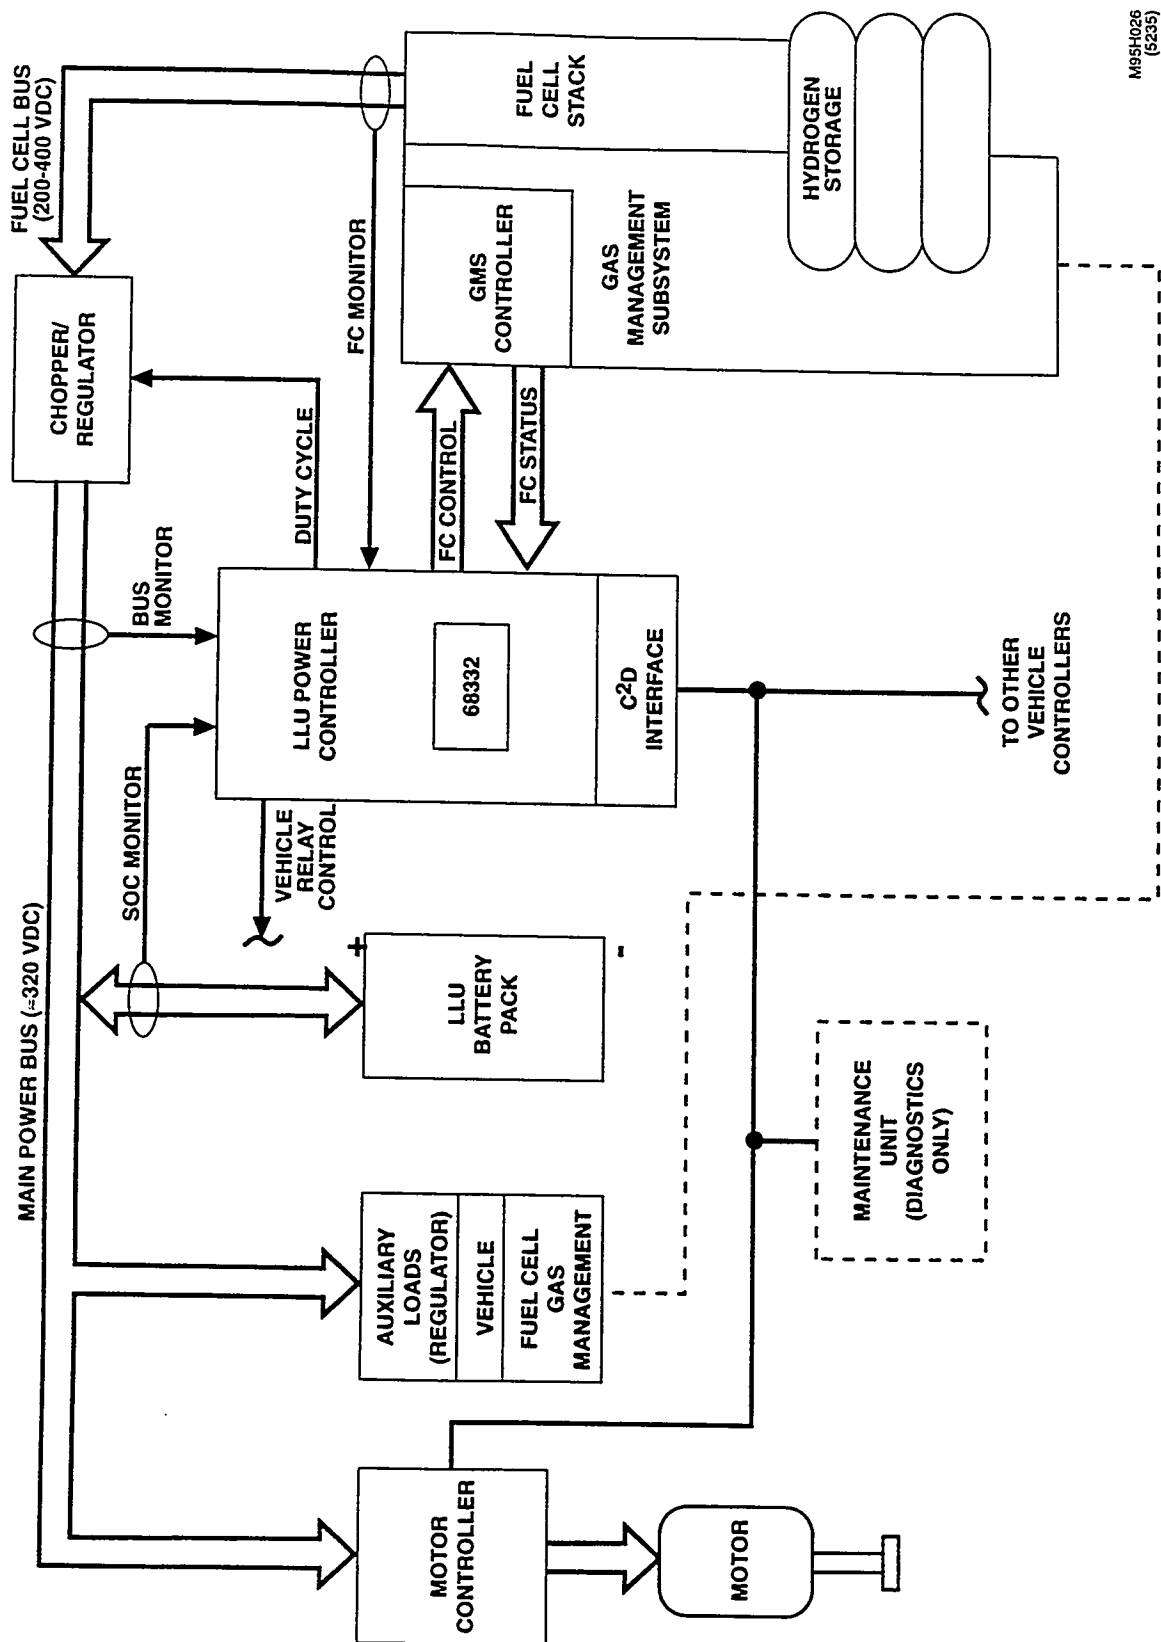 MAIN POWER BUS (≈320 VDC)
FUEL CELL BUS
(200-400 VDC)
CHOPPER/
REGULATOR
SOC MONITOR
BUS
MONITOR
DUTY CYCLE
FC MONITOR
VEHICLE
RELAY
CONTROL
LLU POWER
CONTROLLER
68332
C²D
INTERFACE
FC CONTROL
FC STATUS
GMS
CONTROLLER
GAS
MANAGEMENT
SUBSYSTEM
FUEL
CELL
STACK
HYDROGEN
STORAGE
+
LLU
BATTERY
PACK
-
AUXILIARY
LOADS
(REGULATOR)
VEHICLE
FUEL CELL
GAS
MANAGEMENT
MOTOR
CONTROLLER
MOTOR
MAINTENANCE
UNIT
(DIAGNOSTICS
ONLY)
TO OTHER
VEHICLE
CONTROLLERS
M95H026
(5235)